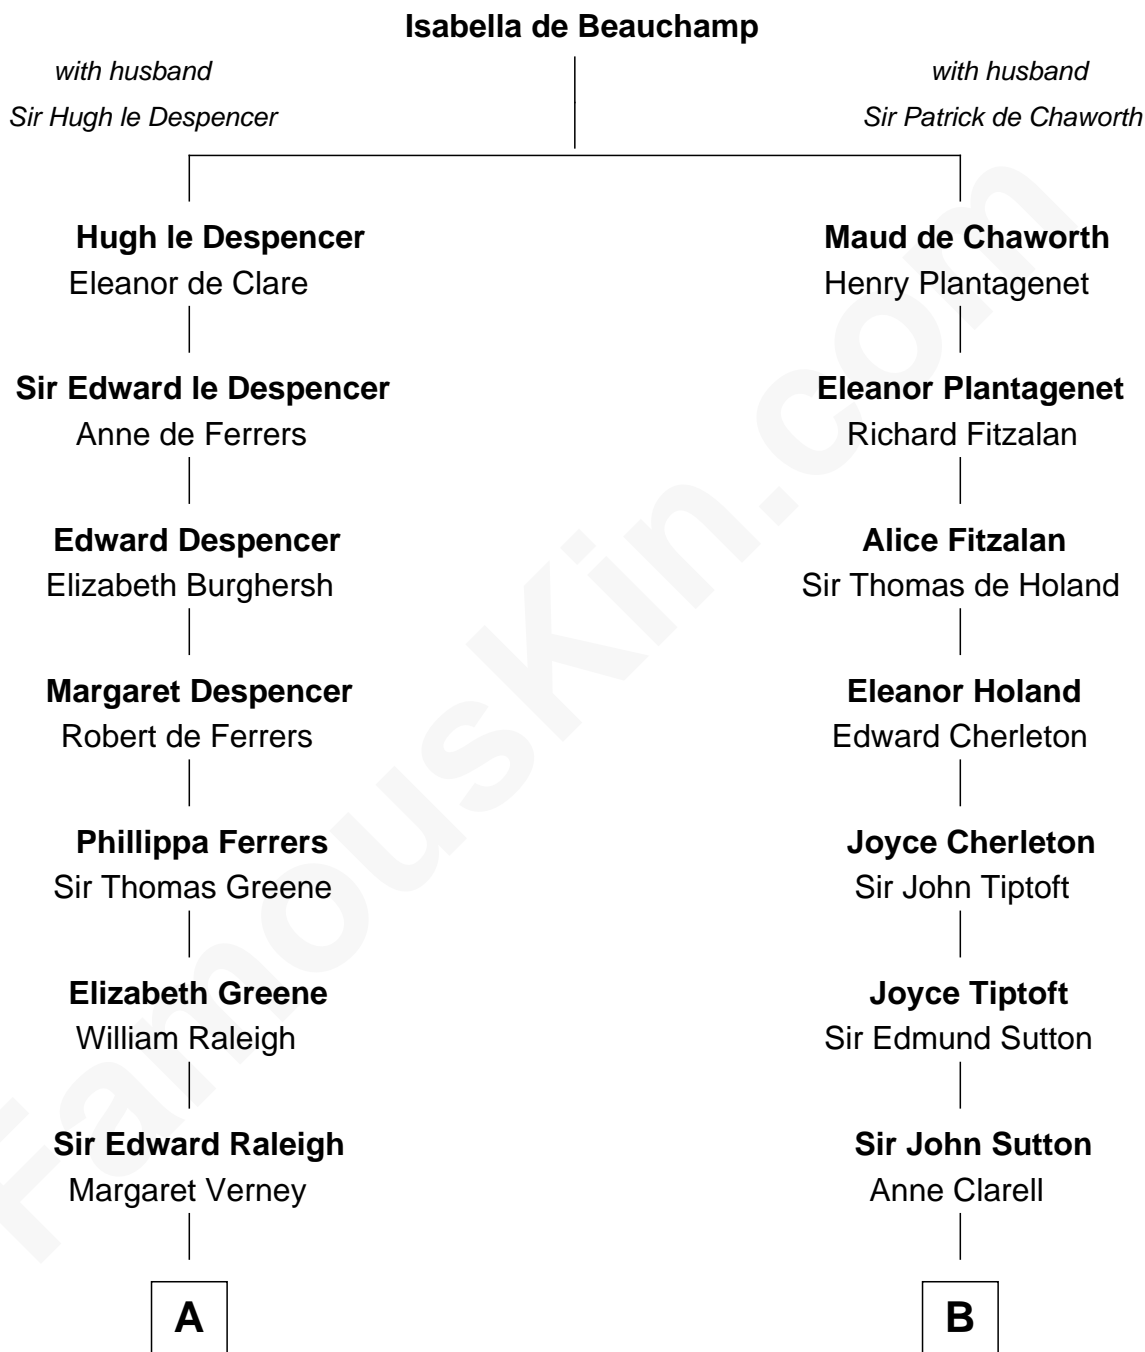 Isabella de Beauchamp
with husband
Sir Hugh le Despencer
with husband
Sir Patrick de Chaworth
Hugh le Despencer
Eleanor de Clare
Maud de Chaworth
Henry Plantagenet
Sir Edward le Despencer
Anne de Ferrers
Eleanor Plantagenet
Richard Fitzalan
Edward Despencer
Elizabeth Burghersh
Alice Fitzalan
Sir Thomas de Holand
Margaret Despencer
Robert de Ferrers
Eleanor Holand
Edward Cherleton
Phillippa Ferrers
Sir Thomas Greene
Joyce Cherleton
Sir John Tiptoft
Elizabeth Greene
William Raleigh
Joyce Tiptoft
Sir Edmund Sutton
Sir Edward Raleigh
Margaret Verney
Sir John Sutton
Anne Clarell
A
B
FamousKin.com